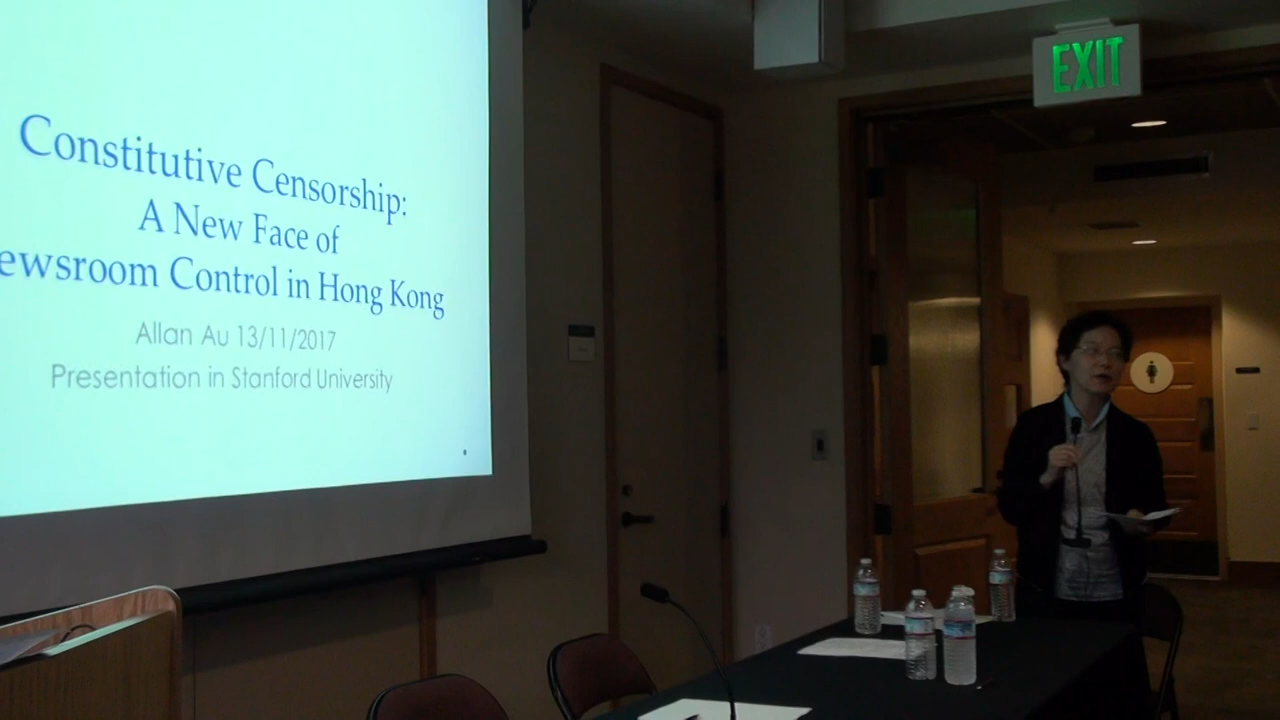 Constitutive Censorship:
A New Face of
ewsroom Control in Hong Kong
Allan Au 13/11/2017
Presentation in Stanford University
EXIT